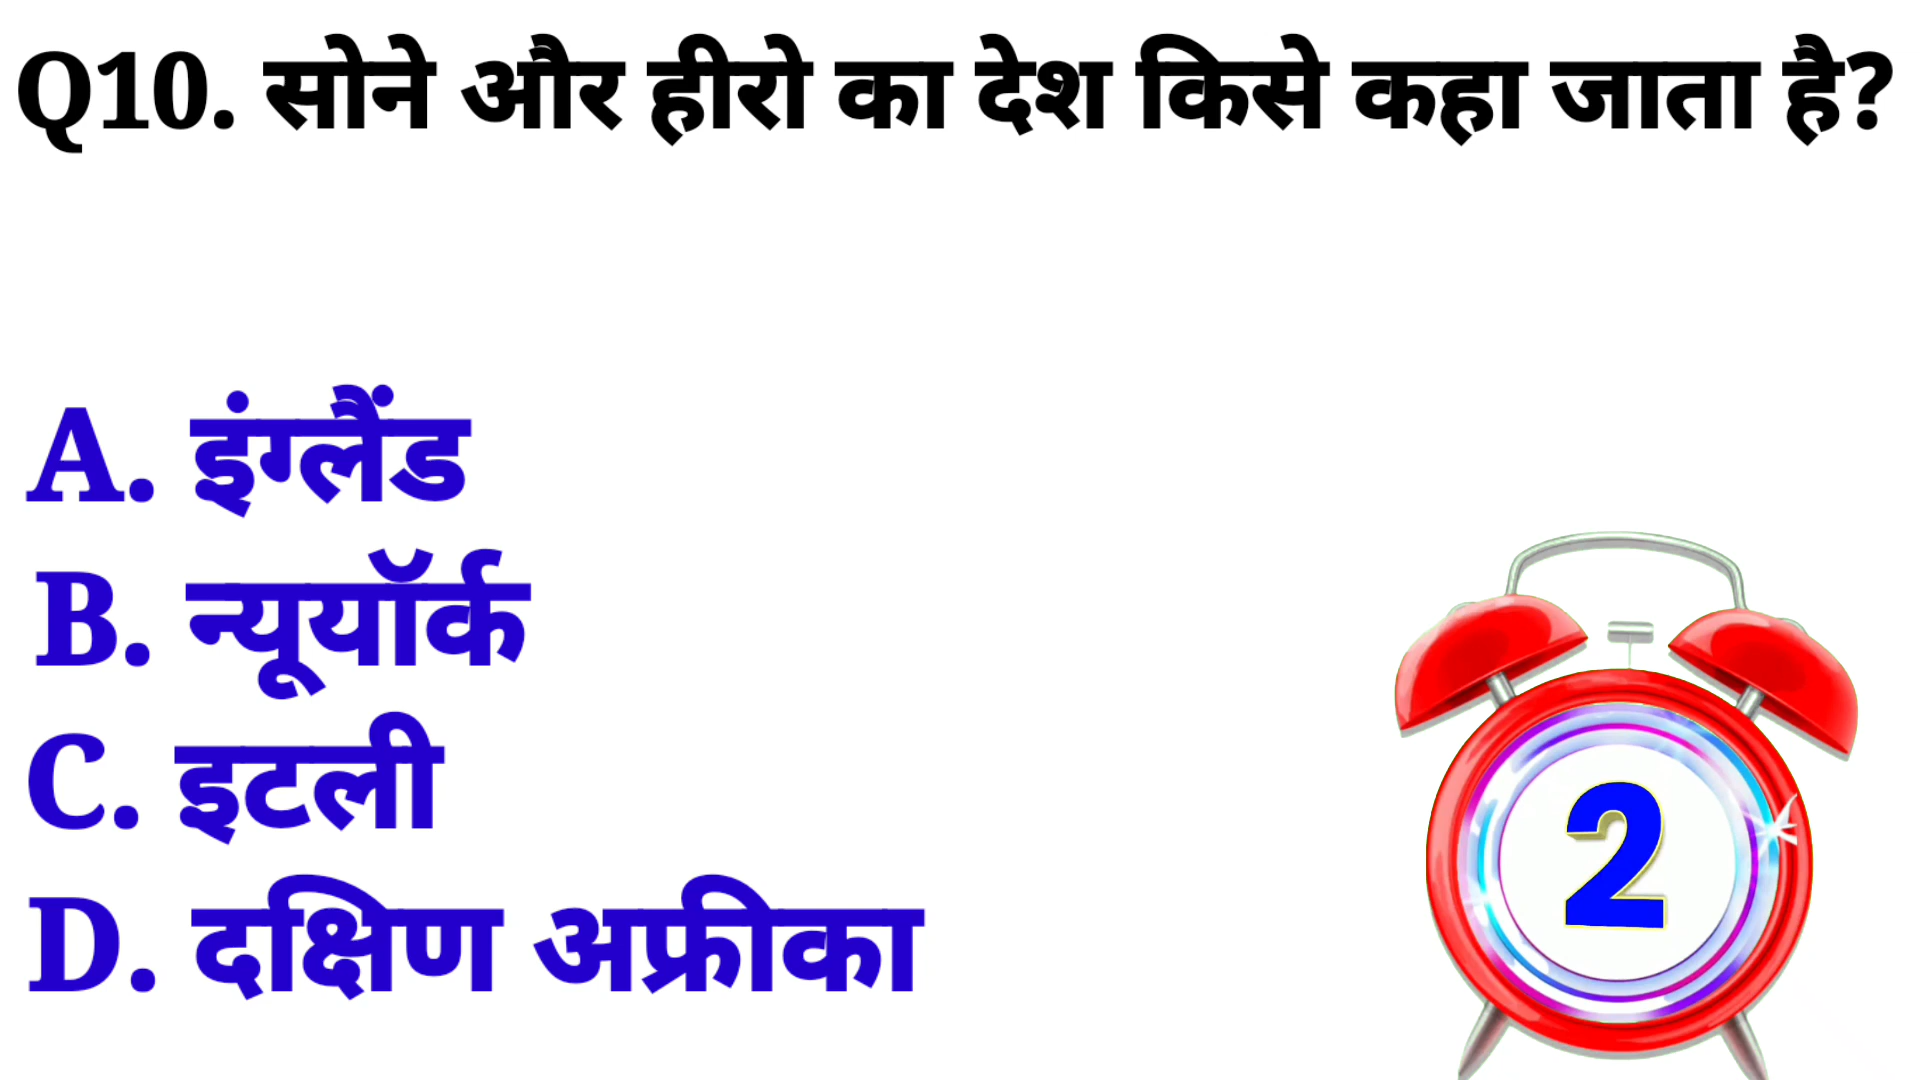 Q10. सोने और हीरो का देश किसे कहा जाता है?
A. इंग्लैंड
B. न्यूयॉर्क
C. इटली
D. दक्षिण अफ्रीका
2